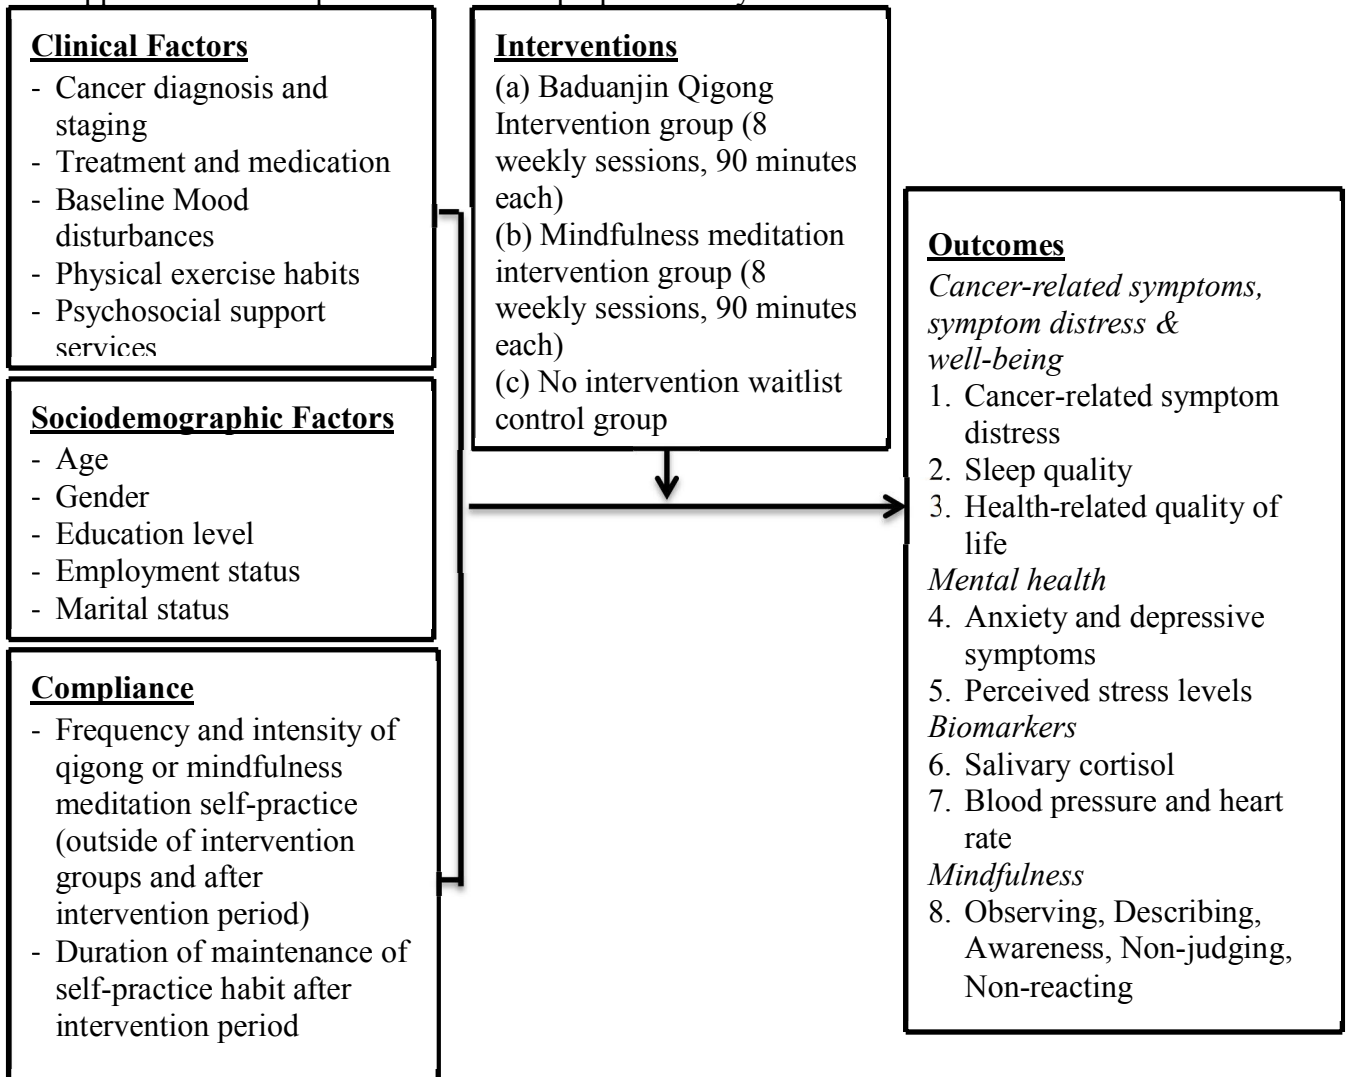 Clinical Factors
- Cancer diagnosis and
staging
- Treatment and medication
- Baseline Mood
disturbances
- Physical exercise habits
- Psychosocial support
services
Sociodemographic Factors
- Age
- Gender
- Education level
- Employment status
- Marital status
Compliance
- Frequency and intensity of
qigong or mindfulness
meditation self-practice
(outside of intervention
groups and after
intervention period)
- Duration of maintenance of
self-practice habit after
intervention period
Interventions
(a) Baduanjin Qigong
Intervention group (8
weekly sessions, 90 minutes
each)
(b) Mindfulness meditation
intervention group (8
weekly sessions, 90 minutes
each)
(c) No intervention waitlist
control group
Outcomes
Cancer-related symptoms,
symptom distress &
well-being
1. Cancer-related symptom
distress
2. Sleep quality
3. Health-related quality of
life
Mental health
4. Anxiety and depressive
symptoms
5. Perceived stress levels
Biomarkers
6. Salivary cortisol
7. Blood pressure and heart
rate
Mindfulness
8. Observing, Describing,
Awareness, Non-judging,
Non-reacting